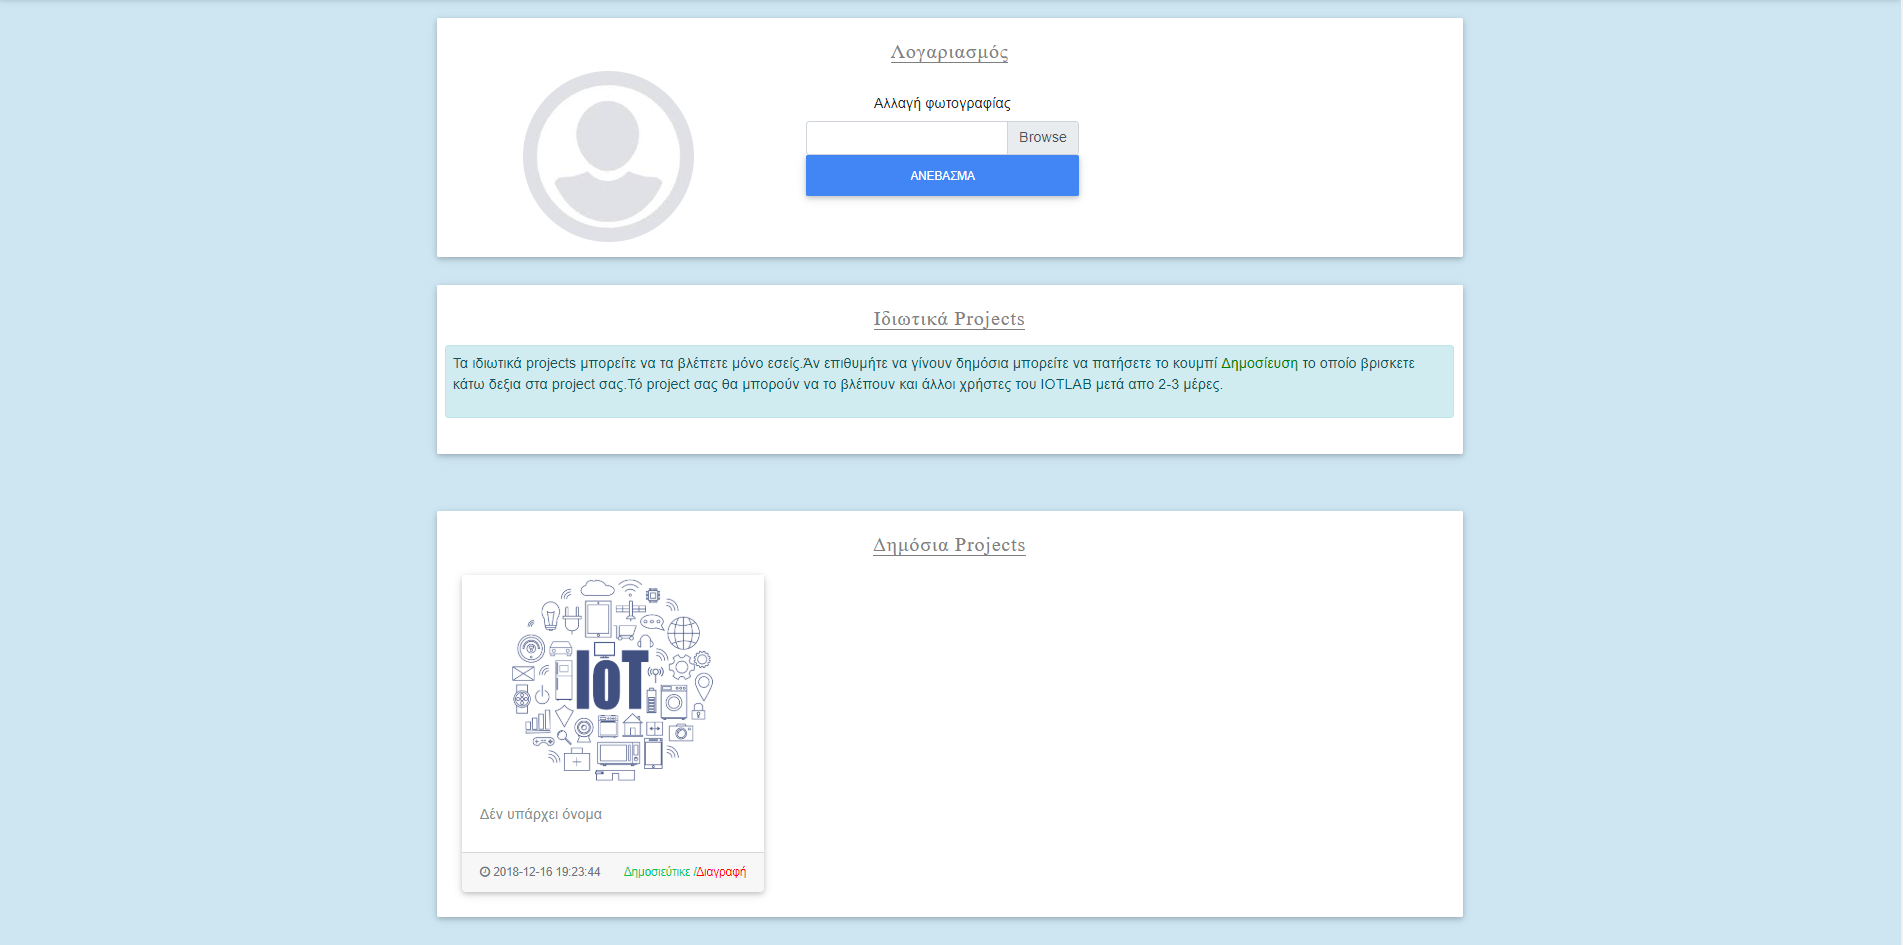 Λογαριασμός
Αλλαγή φωτογραφίας
Browse
ΑΝΕΒΑΣΜΑ
Ιδιωτικά Projects
Τα ιδιωτικά projects μπορείτε να τα βλέπετε μόνο εσείς.Άν επιθυμήτε να γίνουν δημόσια μπορείτε να πατήσετε το κουμπί Δημοσίευση το οποίο βρισκετε
κάτω δεξια στα project σας.Τό project σας θα μπορούν να το βλέπουν και άλλοι χρήστες του IOTLAB μετά απο 2-3 μέρες.
Δημόσια Projects
IoT
Δέν υπάρχει όνομα
2018-12-16 19:23:44 Δημοσιεύτικε /Διαγραφή